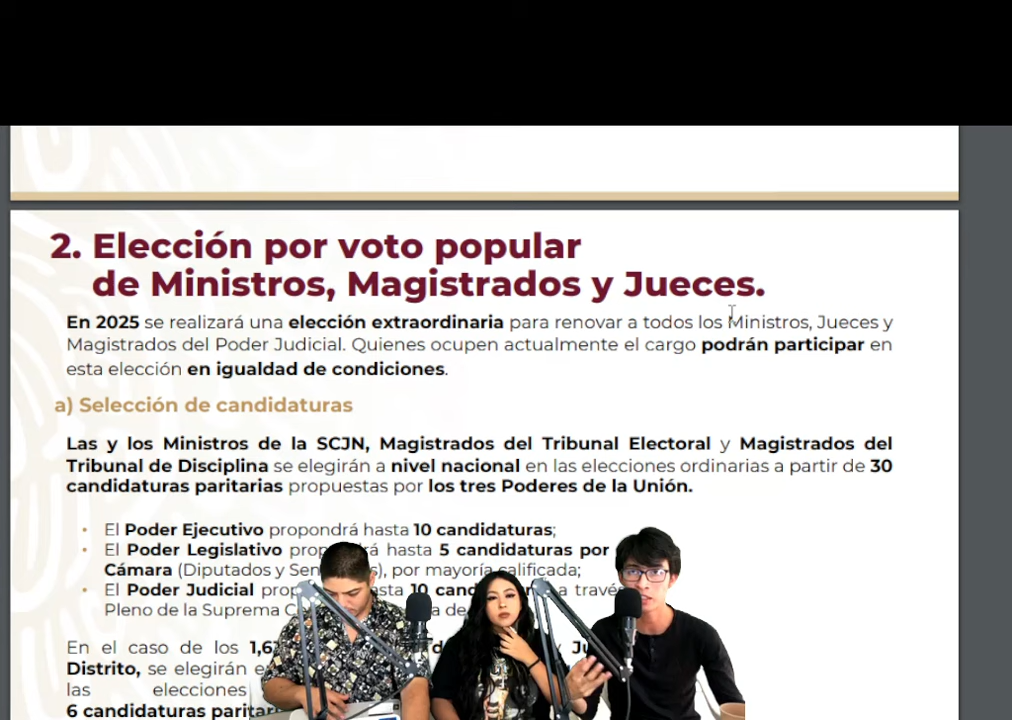 2. Elección por voto popular
de Ministros, Magistrados y Jueces.
En 2025 se realizará una elección extraordinaria para renovar a todos los Ministros, Jueces y
Magistrados del Poder Judicial. Quienes ocupen actualmente el cargo podrán participar en
esta elección en igualdad de condiciones.
a) Selección de candidaturas
Las y los Ministros de la SCJN, Magistrados del Tribunal Electoral y Magistrados del
Tribunal de Disciplina se elegirán a nivel nacional en las elecciones ordinarias a partir de 30
candidaturas paritarias propuestas por los tres Poderes de la Unión.
• El Poder Ejecutivo propondrá hasta 10 candidaturas;
• El Poder Legislativo hasta 5 candidaturas por
Cámara (Diputados y por mayoría calificada;
• El Poder Judicial 10
Pleno de la Suprema
En el caso de los
Distrito, se elegirán
las elecciones
6 candidaturas